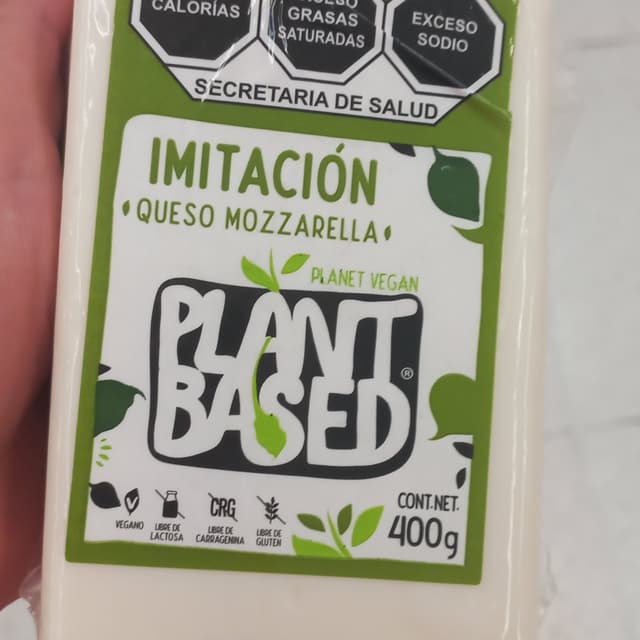 CALORÍAS
GRASAS
SATURADAS
EXCESO
SODIO
SECRETARIA DE SALUD
IMITACIÓN
QUESO MOZZARELLA
PLANET VEGAN
PLANT
BASED®
VEGANO
LIBRE DE
LACTOSA
CRG
LIBRE DE
CARRAGENINA
LIBRE DE
GLUTEN
CONT.NET.
400g